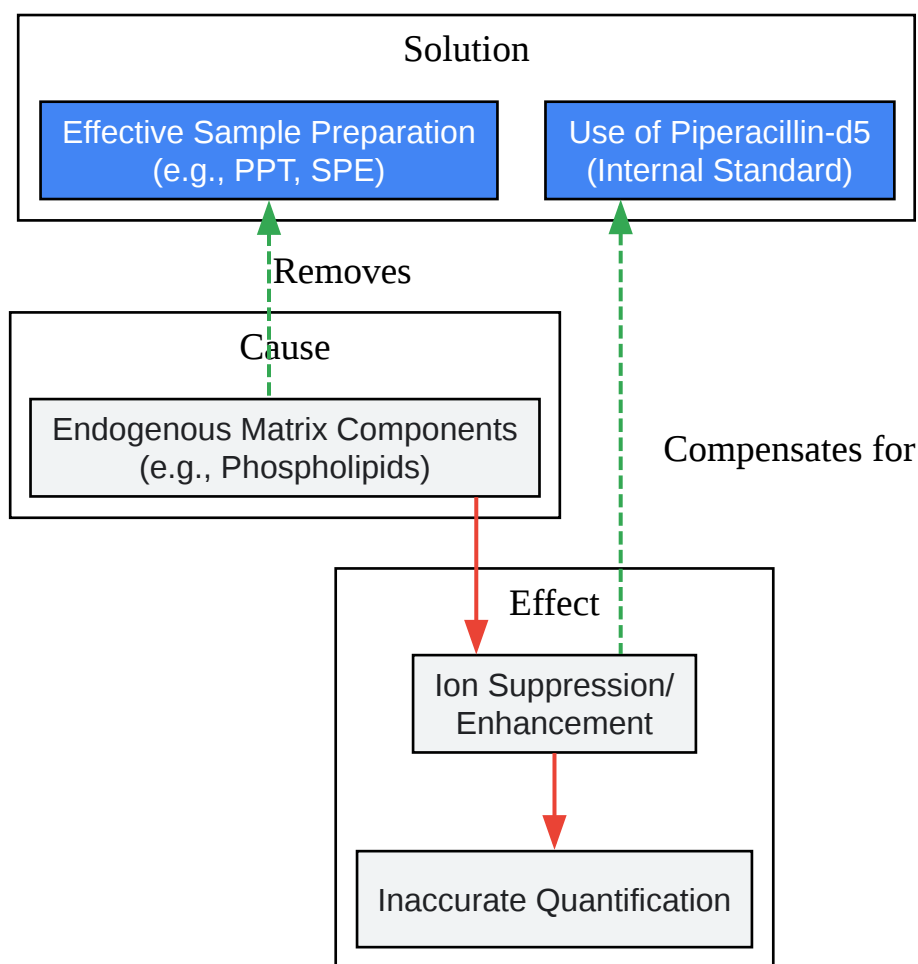 Solution
Effective Sample Preparation
(e.g., PPT, SPE)
Use of Piperacillin-d5
(Internal Standard)
Removes
Cause
Endogenous Matrix Components
(e.g., Phospholipids)
Compensates for
Effect
Ion Suppression/
Enhancement
Inaccurate Quantification